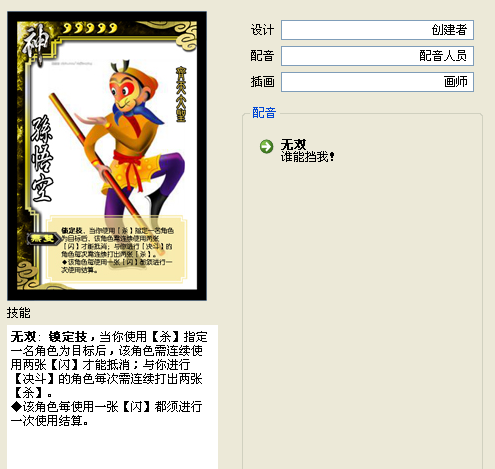 神
孫悟空
齊天大聖
無雙
锁定技，当你使用【杀】指定一名角色
为目标后，该角色需连续使用两张
【闪】才能抵消；与你进行【决斗】的
角色每次需连续打出两张【杀】。
◆该角色每使用一张【闪】都须进行一
次使用结算。
技能
无双：锁定技，当你使用【杀】指定
一名角色为目标后，该角色需连续使
用两张【闪】才能抵消；与你进行
【决斗】的角色每次需连续打出两张
【杀】。
◆该角色每使用一张【闪】都须进行
一次使用结算。
设计 创建者
配音 配音人员
插画 画师
配音
无双
谁能挡我！